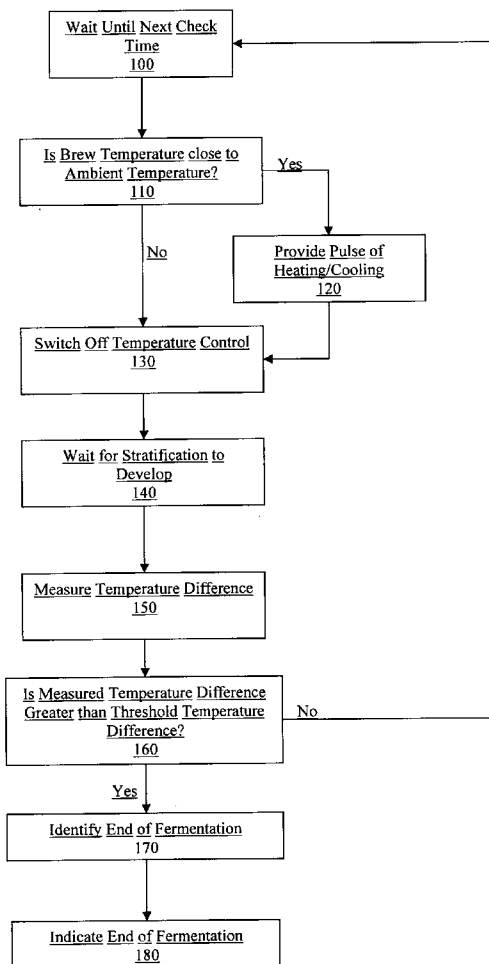 Wait Until Next Check
Time
100
Is Brew Temperature close to
Ambient Temperature?
110
Yes
No
Provide Pulse of
Heating/Cooling
120
Switch Off Temperature Control
130
Wait for Stratification to
Develop
140
Measure Temperature Difference
150
Is Measured Temperature Difference
Greater than Threshold Temperature
Difference?
160
No
Yes
Identify End of Fermentation
170
Indicate End of Fermentation
180